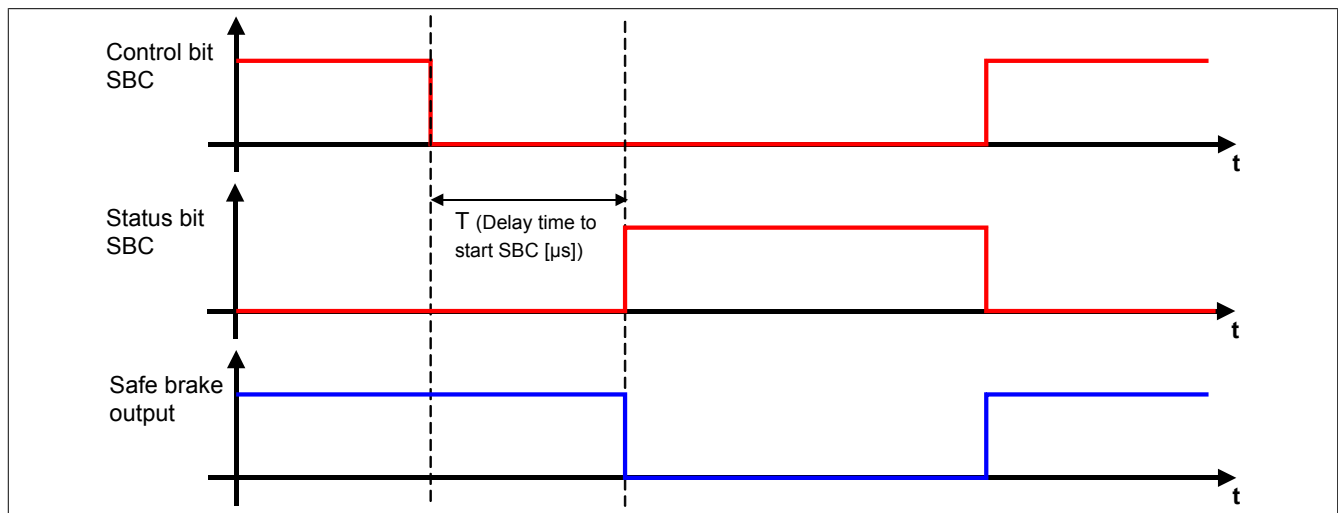 Control bit
SBC
t
Status bit
SBC
T (Delay time to
start SBC [µs])
t
Safe brake
output
t